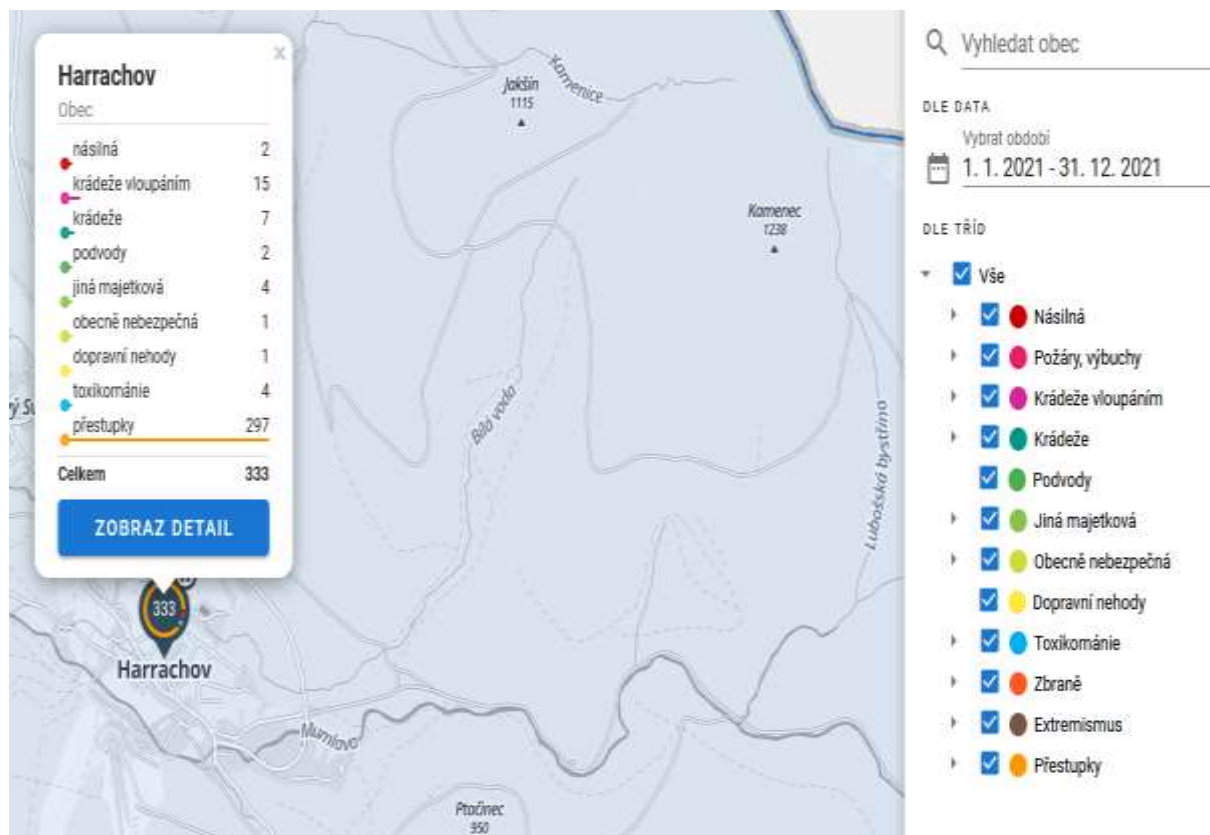 x
Harrachov
Obec
násilná 2
krádeže vloupáním 15
krádeže 7
podvody 2
jiná majetková 4
obecně nebezpečná 1
dopravní nehody 1
toxikománie 4
přestupky 297
Celkem 333
ZOBRAZ DETAIL
333
Harrachov
Jakšín
1115
Kamenice
Kamenec
1238
Bílá voda
Lubošská bystřina
Mumlava
Ptačinec
950
Vyhledat obec
DLE DATA
Vybrat období
1. 1. 2021 - 31. 12. 2021
DLE TŘÍD
Vše
Násilná
Požáry, výbuchy
Krádeže vloupáním
Krádeže
Podvody
Jiná majetková
Obecně nebezpečná
Dopravní nehody
Toxikománie
Zbraně
Extremismus
Přestupky